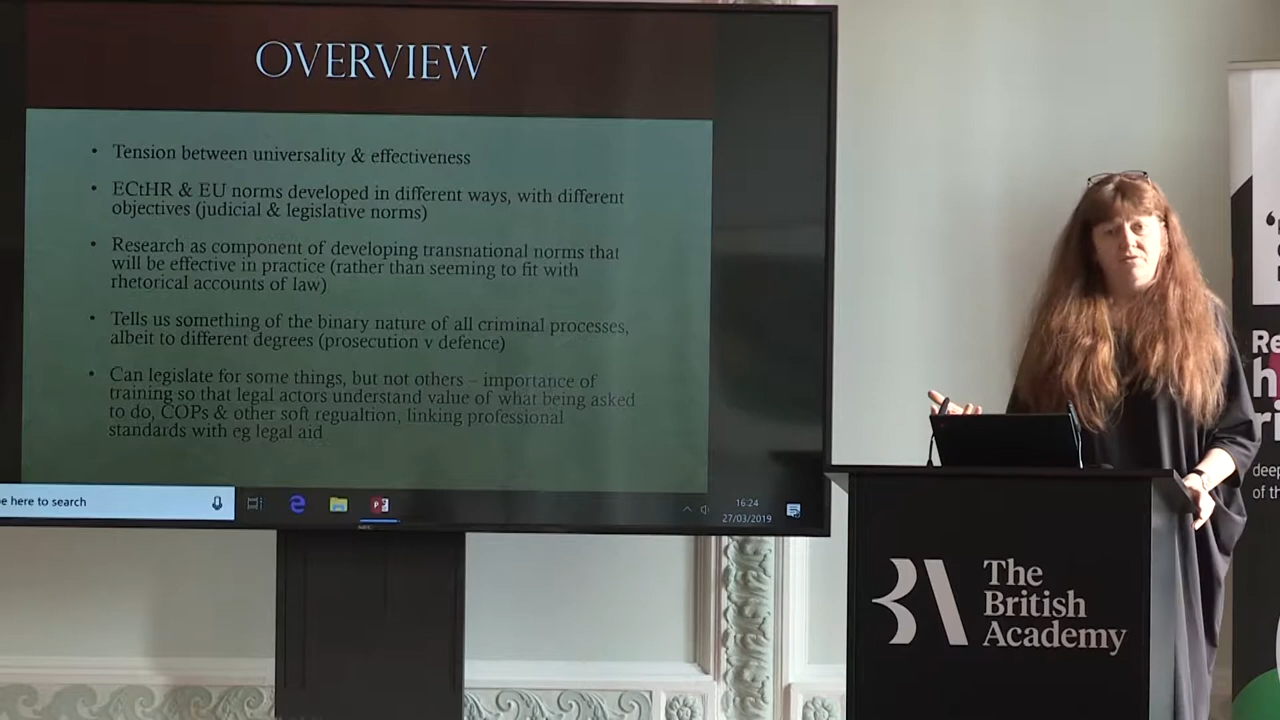 OVERVIEW
• Tension between universality & effectiveness
• ECtHR & EU norms developed in different ways, with different
objectives (judicial & legislative norms)
• Research as component of developing transnational norms that
will be effective in practice (rather than seeming to fit with
rhetorical accounts of law)
• Tells us something of the binary nature of all criminal processes,
albeit to different degrees (prosecution v defence)
• Can legislate for some things, but not others – importance of
training so that legal actors understand value of what being asked
to do, COPs & other soft regualtion, linking professional
standards with eg legal aid
e here to search
16:24
27/03/2019
The
British
Academy
Re
h
ri
deep
of th